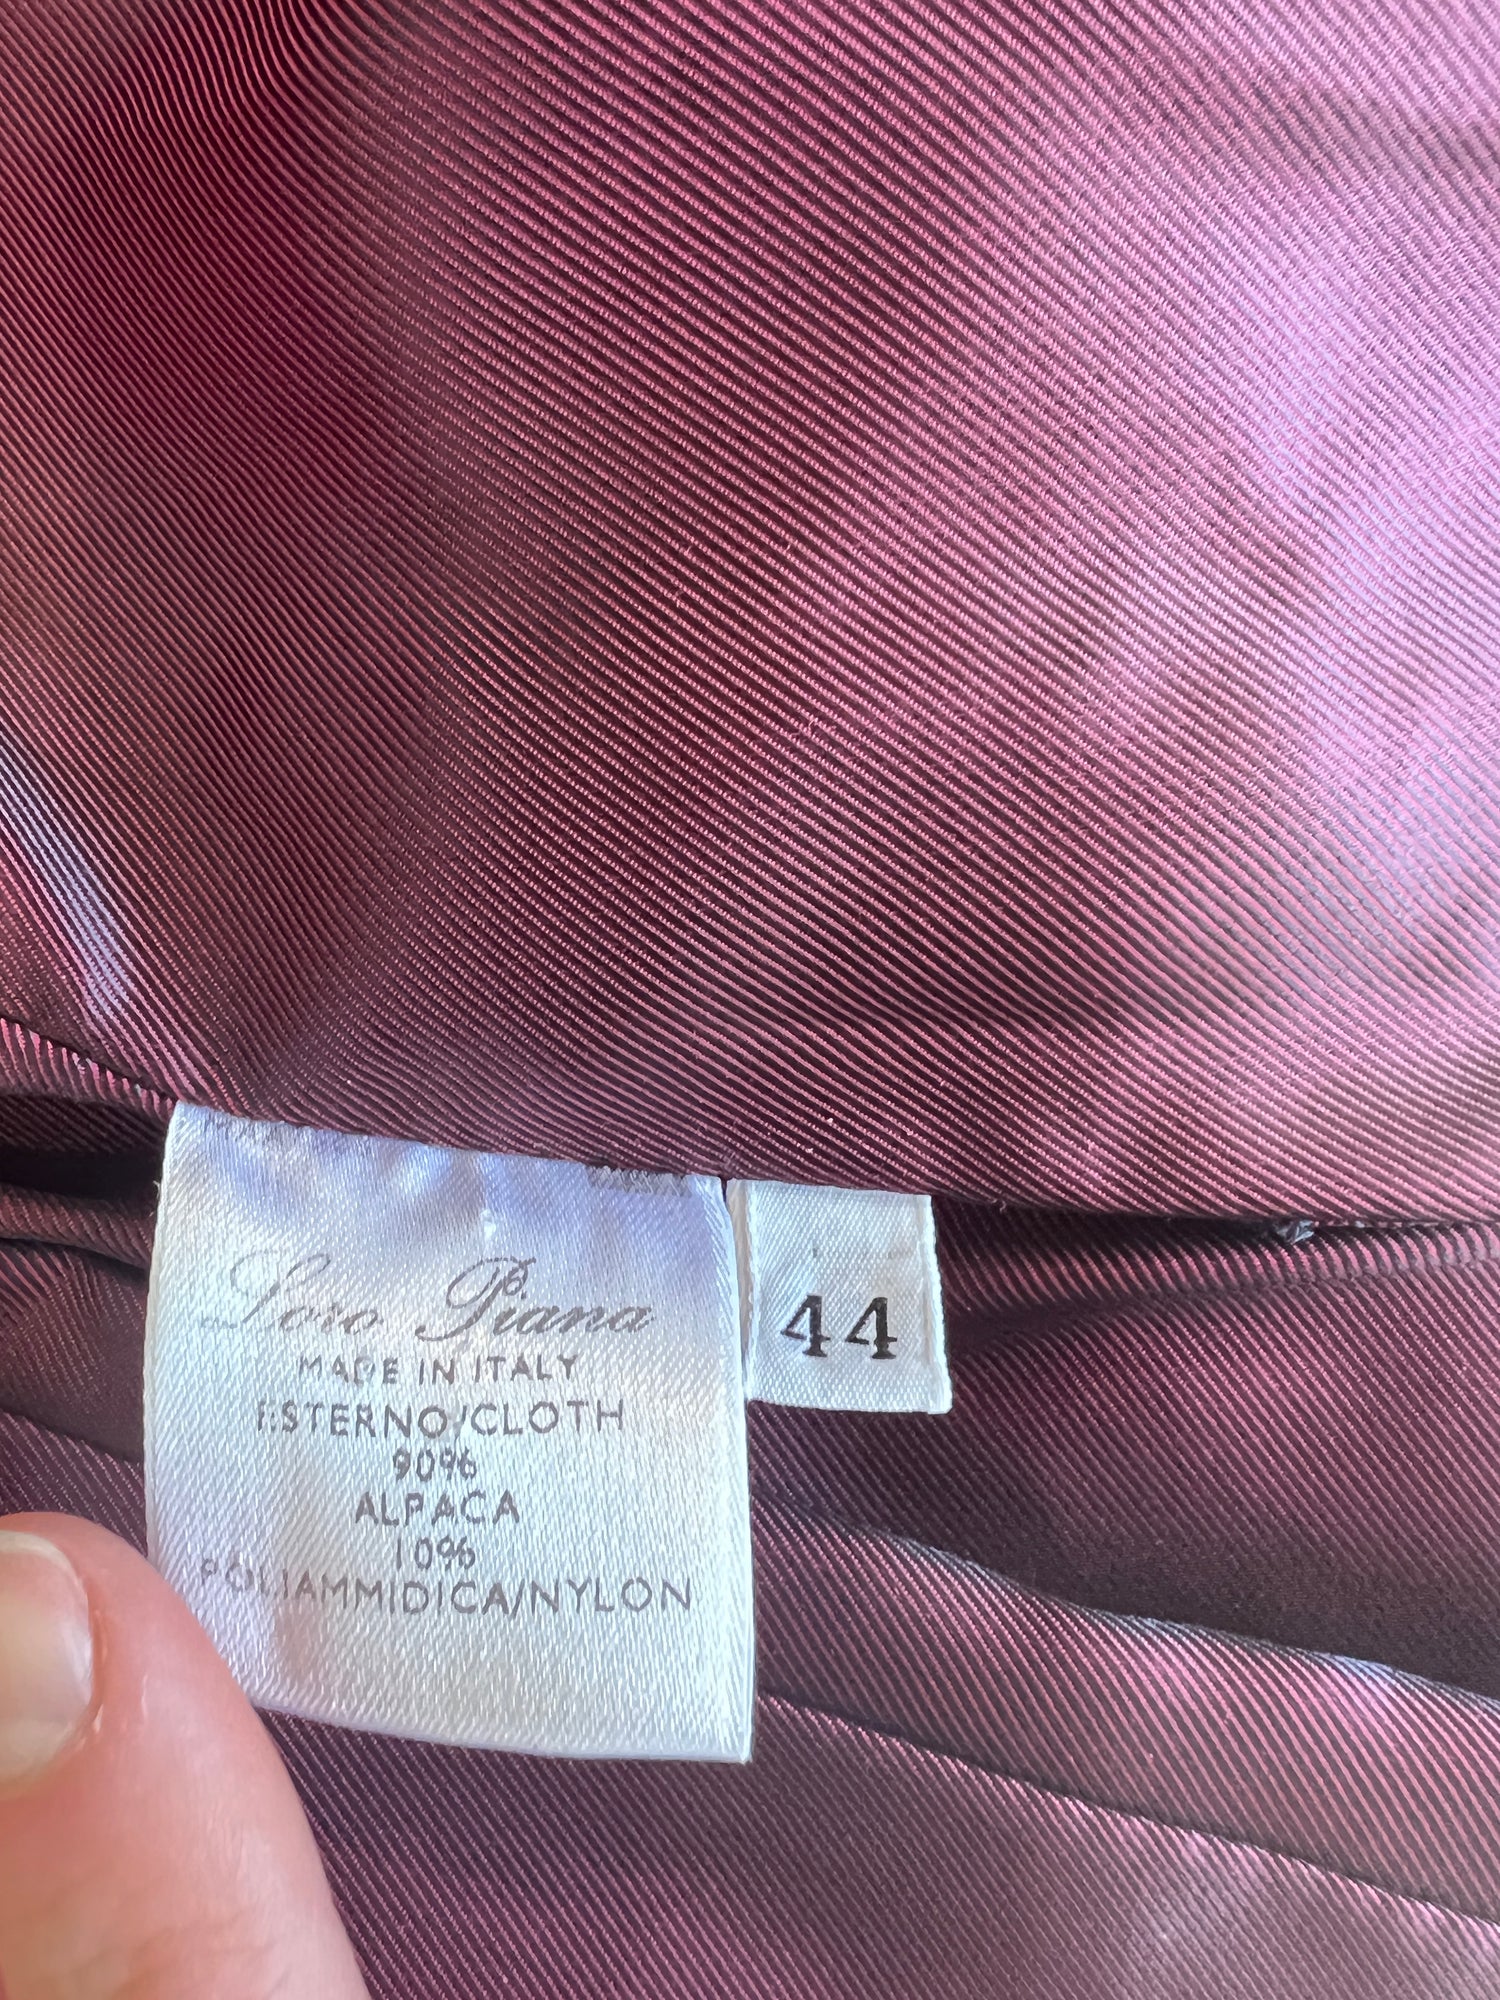 Loro Piana
MADE IN ITALY
ESTERNO/CLOTH
90%
ALPACA
10%
POLIAMMIDICA/NYLON
44